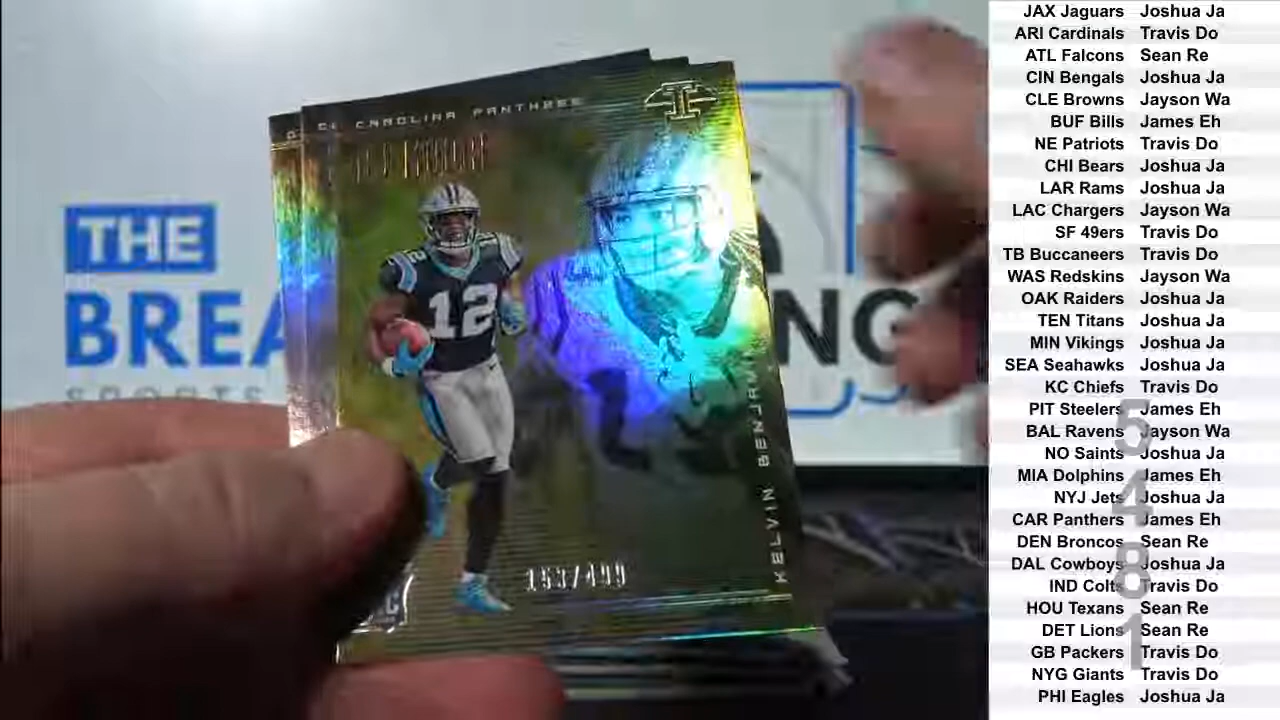 CAROLINA PANTHERS
KELVIN BENJAMIN
153/499
12
THE
BREA
NG
SPORTS
JAX Jaguars Joshua Ja
ARI Cardinals Travis Do
ATL Falcons Sean Re
CIN Bengals Joshua Ja
CLE Browns Jayson Wa
BUF Bills James Eh
NE Patriots Travis Do
CHI Bears Joshua Ja
LAR Rams Joshua Ja
LAC Chargers Jayson Wa
SF 49ers Travis Do
TB Buccaneers Travis Do
WAS Redskins Jayson Wa
OAK Raiders Joshua Ja
TEN Titans Joshua Ja
MIN Vikings Joshua Ja
SEA Seahawks Joshua Ja
KC Chiefs Travis Do
PIT Steelers James Eh
BAL Ravens Jayson Wa
NO Saints Joshua Ja
MIA Dolphins James Eh
NYJ Jets Joshua Ja
CAR Panthers James Eh
DEN Broncos Sean Re
DAL Cowboys Joshua Ja
IND Colts Travis Do
HOU Texans Sean Re
DET Lions Sean Re
GB Packers Travis Do
NYG Giants Travis Do
PHI Eagles Joshua Ja
5
4
8
1